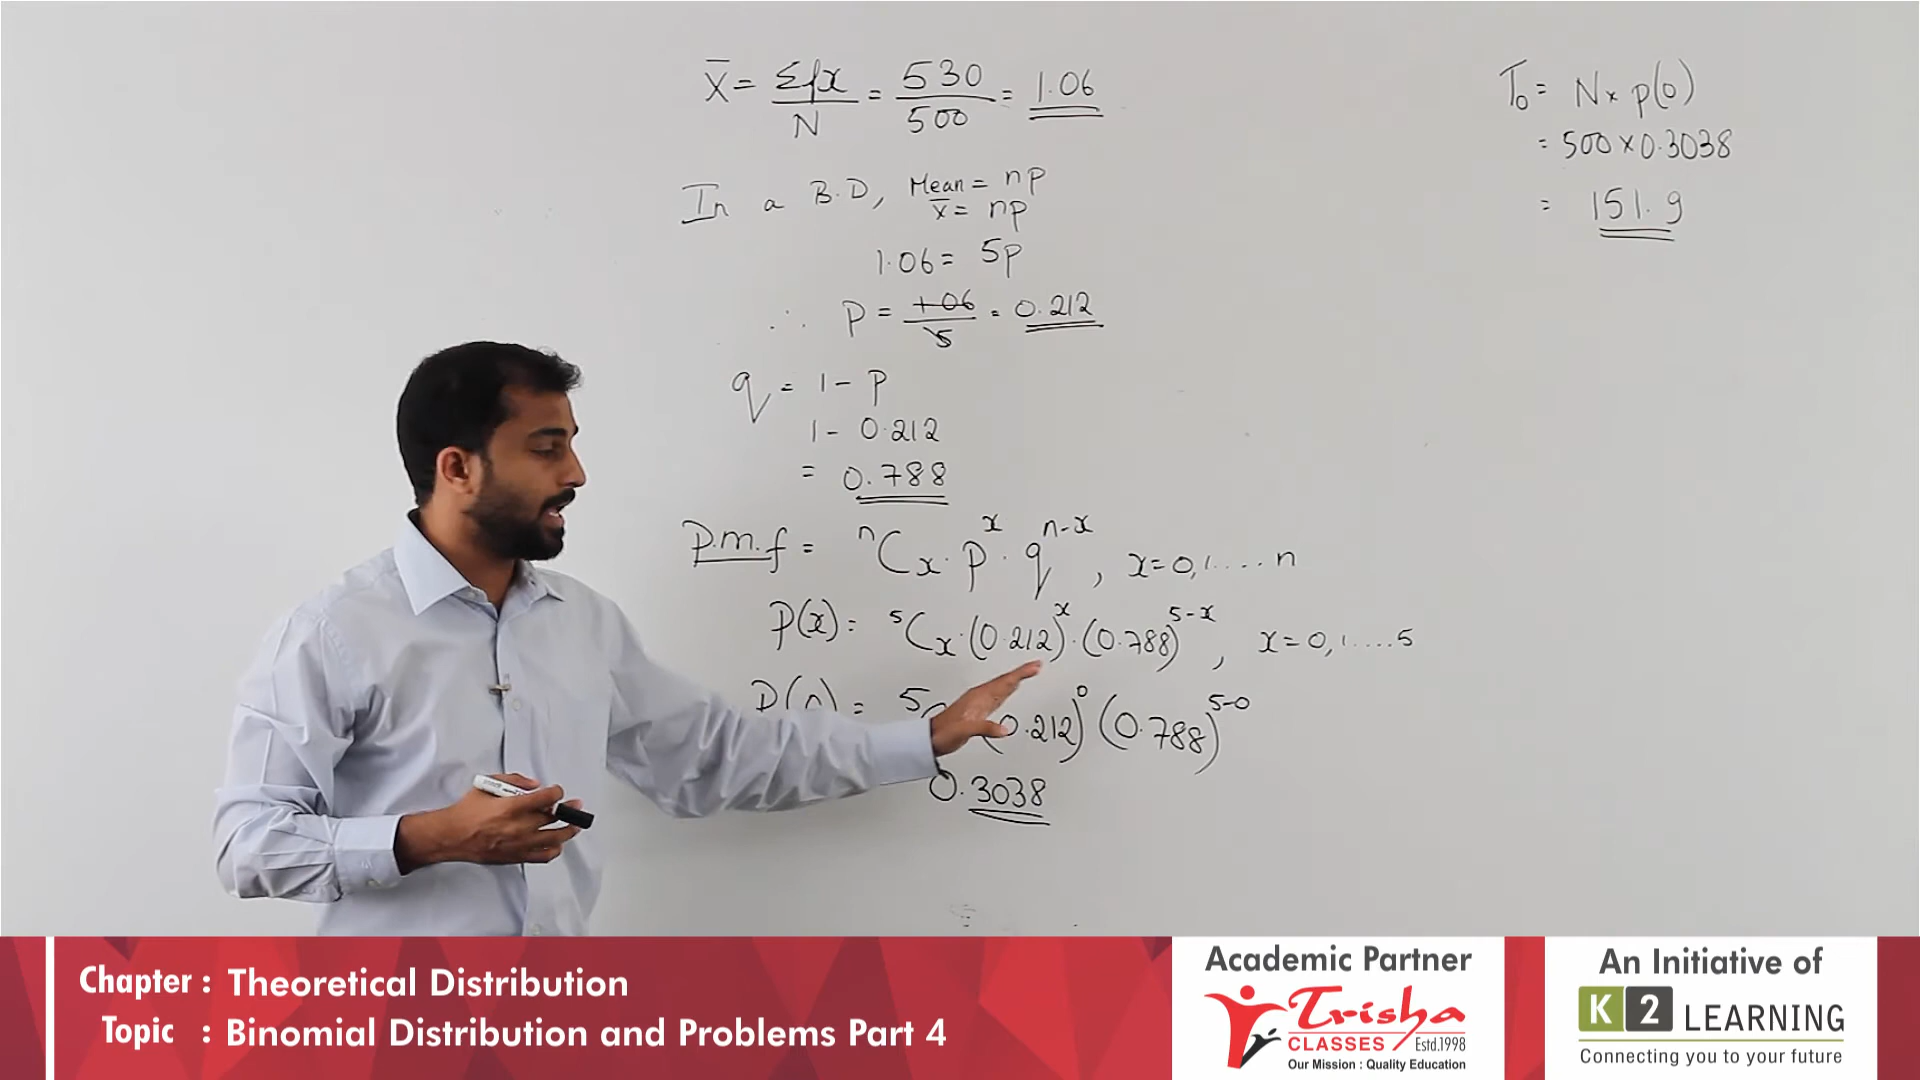 X̄ = Σfx/N = 530/500 = 1.06
In a B.D, Mean = np
x̄ = np
1.06 = 5p
∴ P = 1.06/5 = 0.212
q = 1 - p
1 - 0.212
= 0.788
P.m.f = ⁿCₓ · p^x · q^(n-x) , x = 0,1....n
P(x) = ⁵Cₓ · (0.212)^x · (0.788)^(5-x) , x = 0,1....5
= 5 (0.212)^0 (0.788)^(5-0)
0.3038
T₀ = N × p(0)
= 500 × 0.3038
= 151.9
Chapter : Theoretical Distribution
Topic : Binomial Distribution and Problems Part 4
Academic Partner
Trisha
CLASSES Estd.1998
Our Mission : Quality Education
An Initiative of
K2 LEARNING
Connecting you to your future